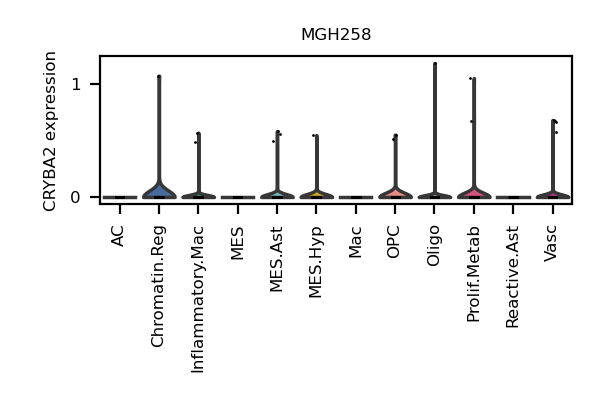 MGH258
CRYBA2 expression
1
0
AC
Chromatin.Reg
Inflammatory.Mac
MES
MES.Ast
MES.Hyp
Mac
OPC
Oligo
Prolif.Metab
Reactive.Ast
Vasc